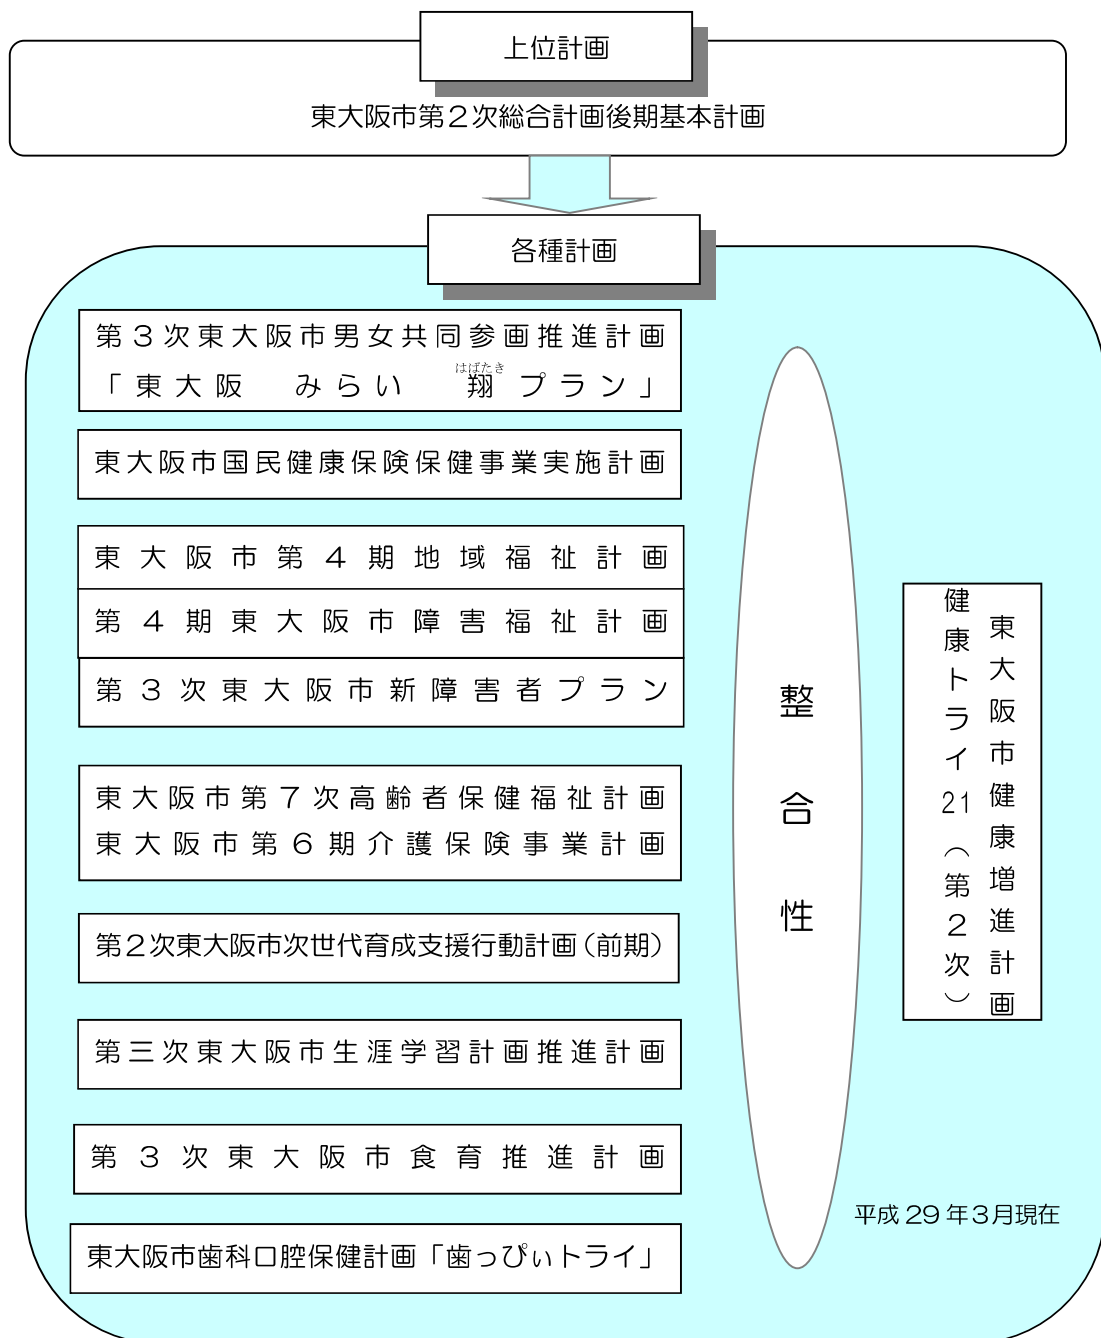 上位計画
東大阪市第2次総合計画後期基本計画
各種計画
第3次東大阪市男女共同参画推進計画
はばたき
「東大阪 みらい 翔プラン」
東大阪市国民健康保険保健事業実施計画
東大阪市第4期地域福祉計画
第4期東大阪市障害福祉計画
第3次東大阪市新障害者プラン
東大阪市第7次高齢者保健福祉計画
東大阪市第6期介護保険事業計画
第2次東大阪市次世代育成支援行動計画(前期)
第三次東大阪市生涯学習計画推進計画
第3次東大阪市食育推進計画
東大阪市歯科口腔保健計画「歯っぴぃトライ」
整合性
東大阪市健康増進計画
健康トライ21(第2次)
平成29年3月現在